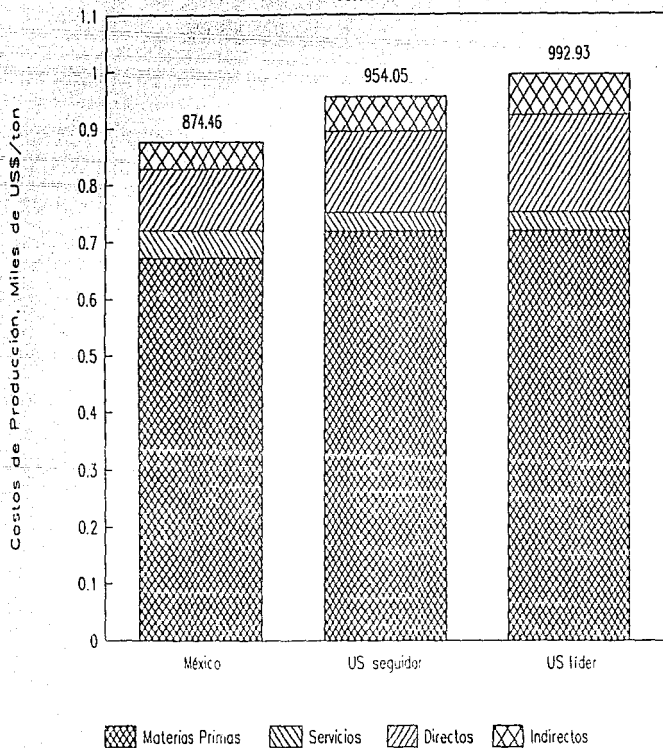 1.1
1
0.9
0.8
0.7
0.6
0.5
0.4
0.3
0.2
0.1
0
Costos de Producción, Miles de US$/ton
874.46
954.05
992.93
México
US seguidor
US líder
Materias Primas
Servicios
Directos
Indirectos